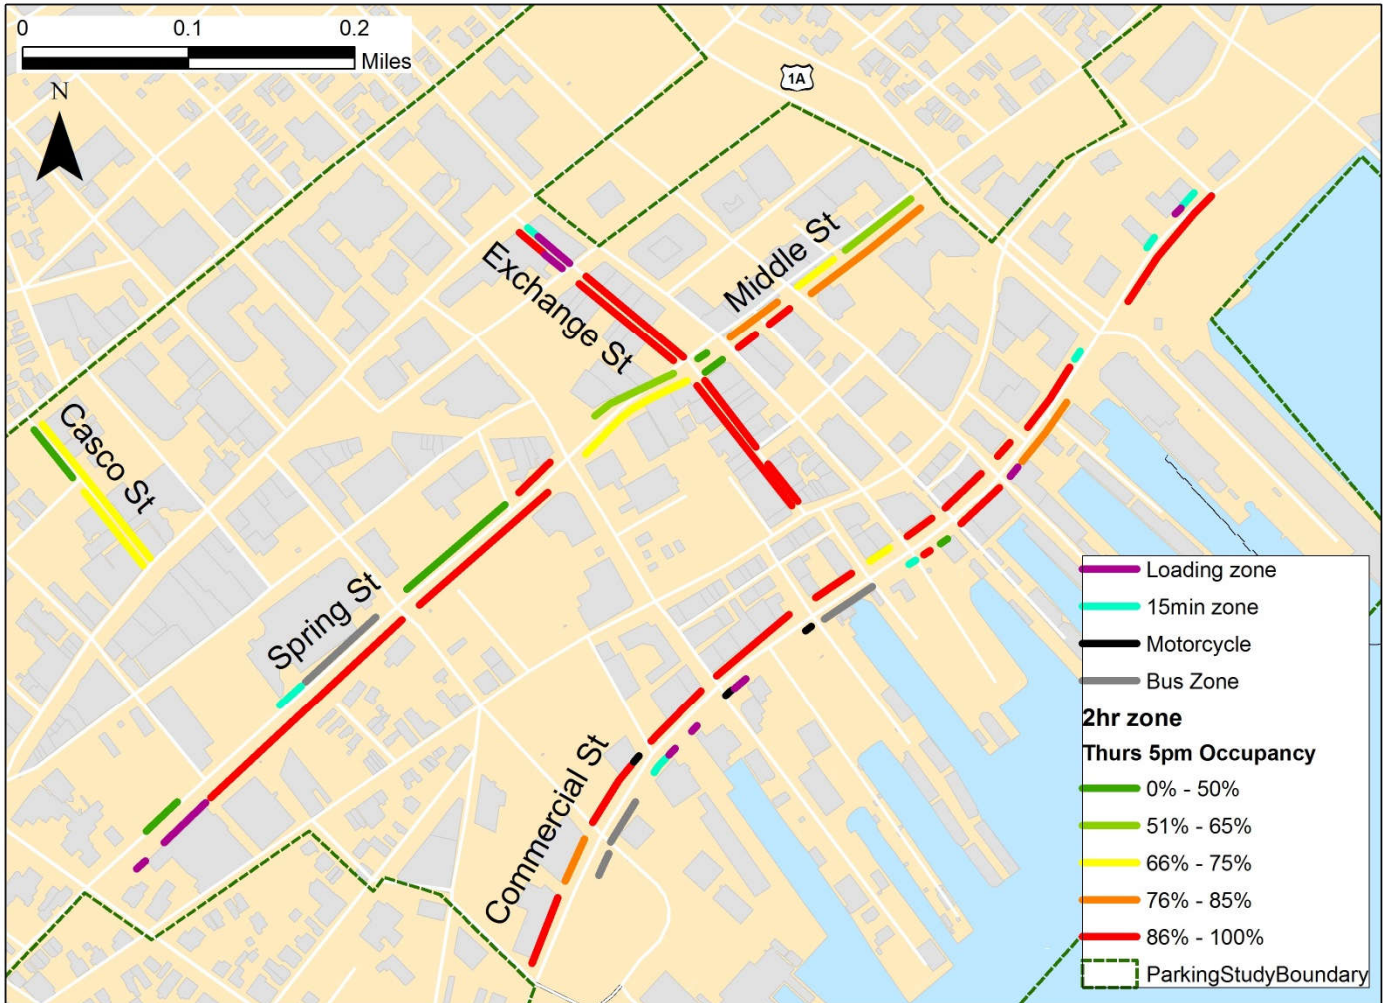 0 0.1 0.2
Miles
N
1A
Middle St
Exchange St
Casco St
Spring St
Commercial St
Loading zone
15min zone
Motorcycle
Bus Zone
2hr zone
Thurs 5pm Occupancy
0% - 50%
51% - 65%
66% - 75%
76% - 85%
86% - 100%
ParkingStudyBoundary